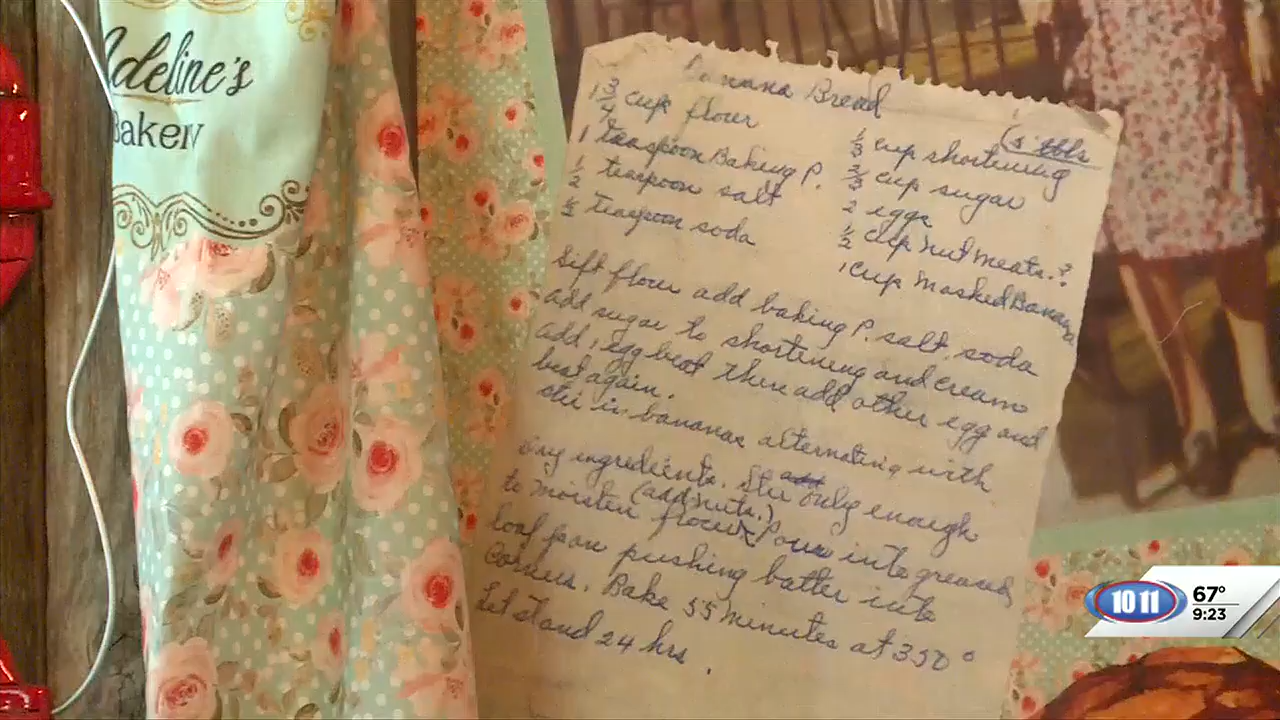 Adeline's
Bakery
Banana Bread
1 3/4 cup flour
1 teaspoon Baking P.
1/2 teaspoon salt
1/2 teaspoon soda
(5 tbls
1/3 cup shortening
2/3 cup sugar
2 eggs
1/2 cup nut meats.?
1 cup Mashed Banana
Sift flour add baking P. salt. soda
add sugar to shortening and cream
add 1 egg beat then add other egg and
beat again.
stir in bananas alternating with
Dry ingredients. Stir only enough
(add nuts.)
to moisten flour. Pour into greased
loaf pan pushing batter into
Corners. Bake 55 minutes at 350°
Let stand 24 hrs.
10 11
67°
9:23